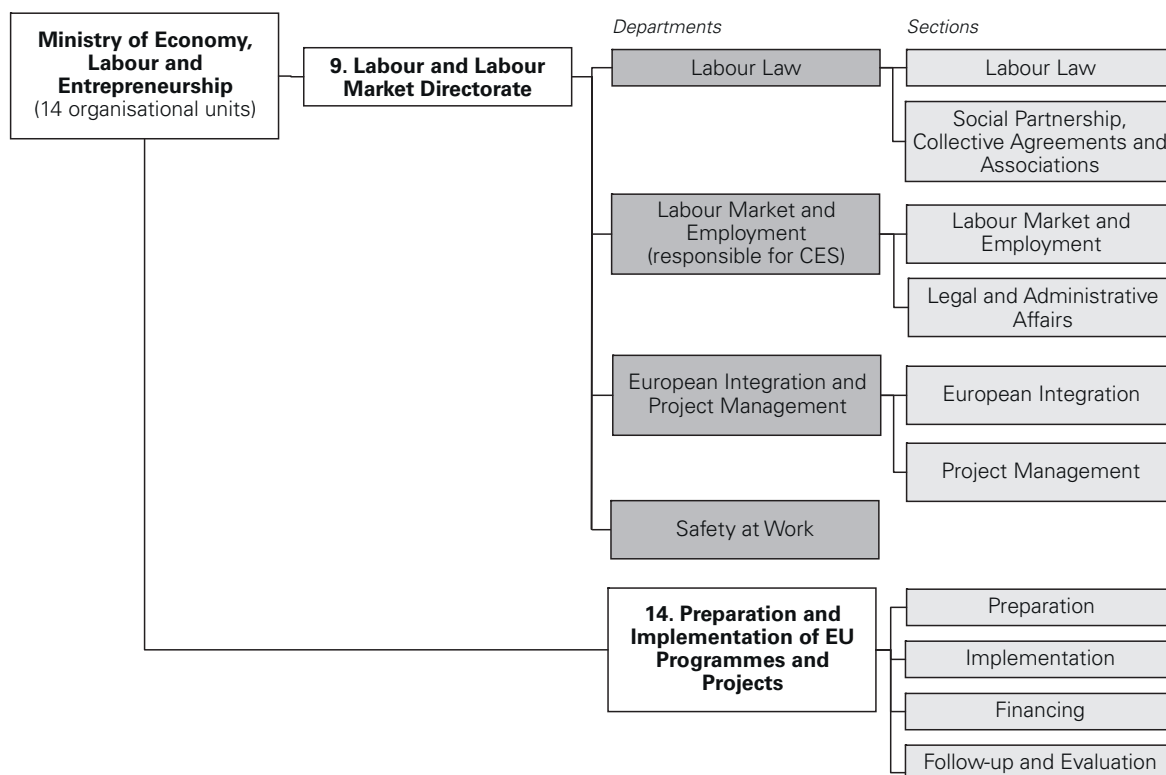 Departments
Sections
Ministry of Economy,
Labour and
Entrepreneurship
(14 organisational units)
9. Labour and Labour
Market Directorate
Labour Law
Labour Law
Social Partnership,
Collective Agreements and
Associations
Labour Market and
Employment
(responsible for CES)
Labour Market and
Employment
Legal and Administrative
Affairs
European Integration and
Project Management
European Integration
Project Management
Safety at Work
14. Preparation and
Implementation of EU
Programmes and
Projects
Preparation
Implementation
Financing
Follow-up and Evaluation